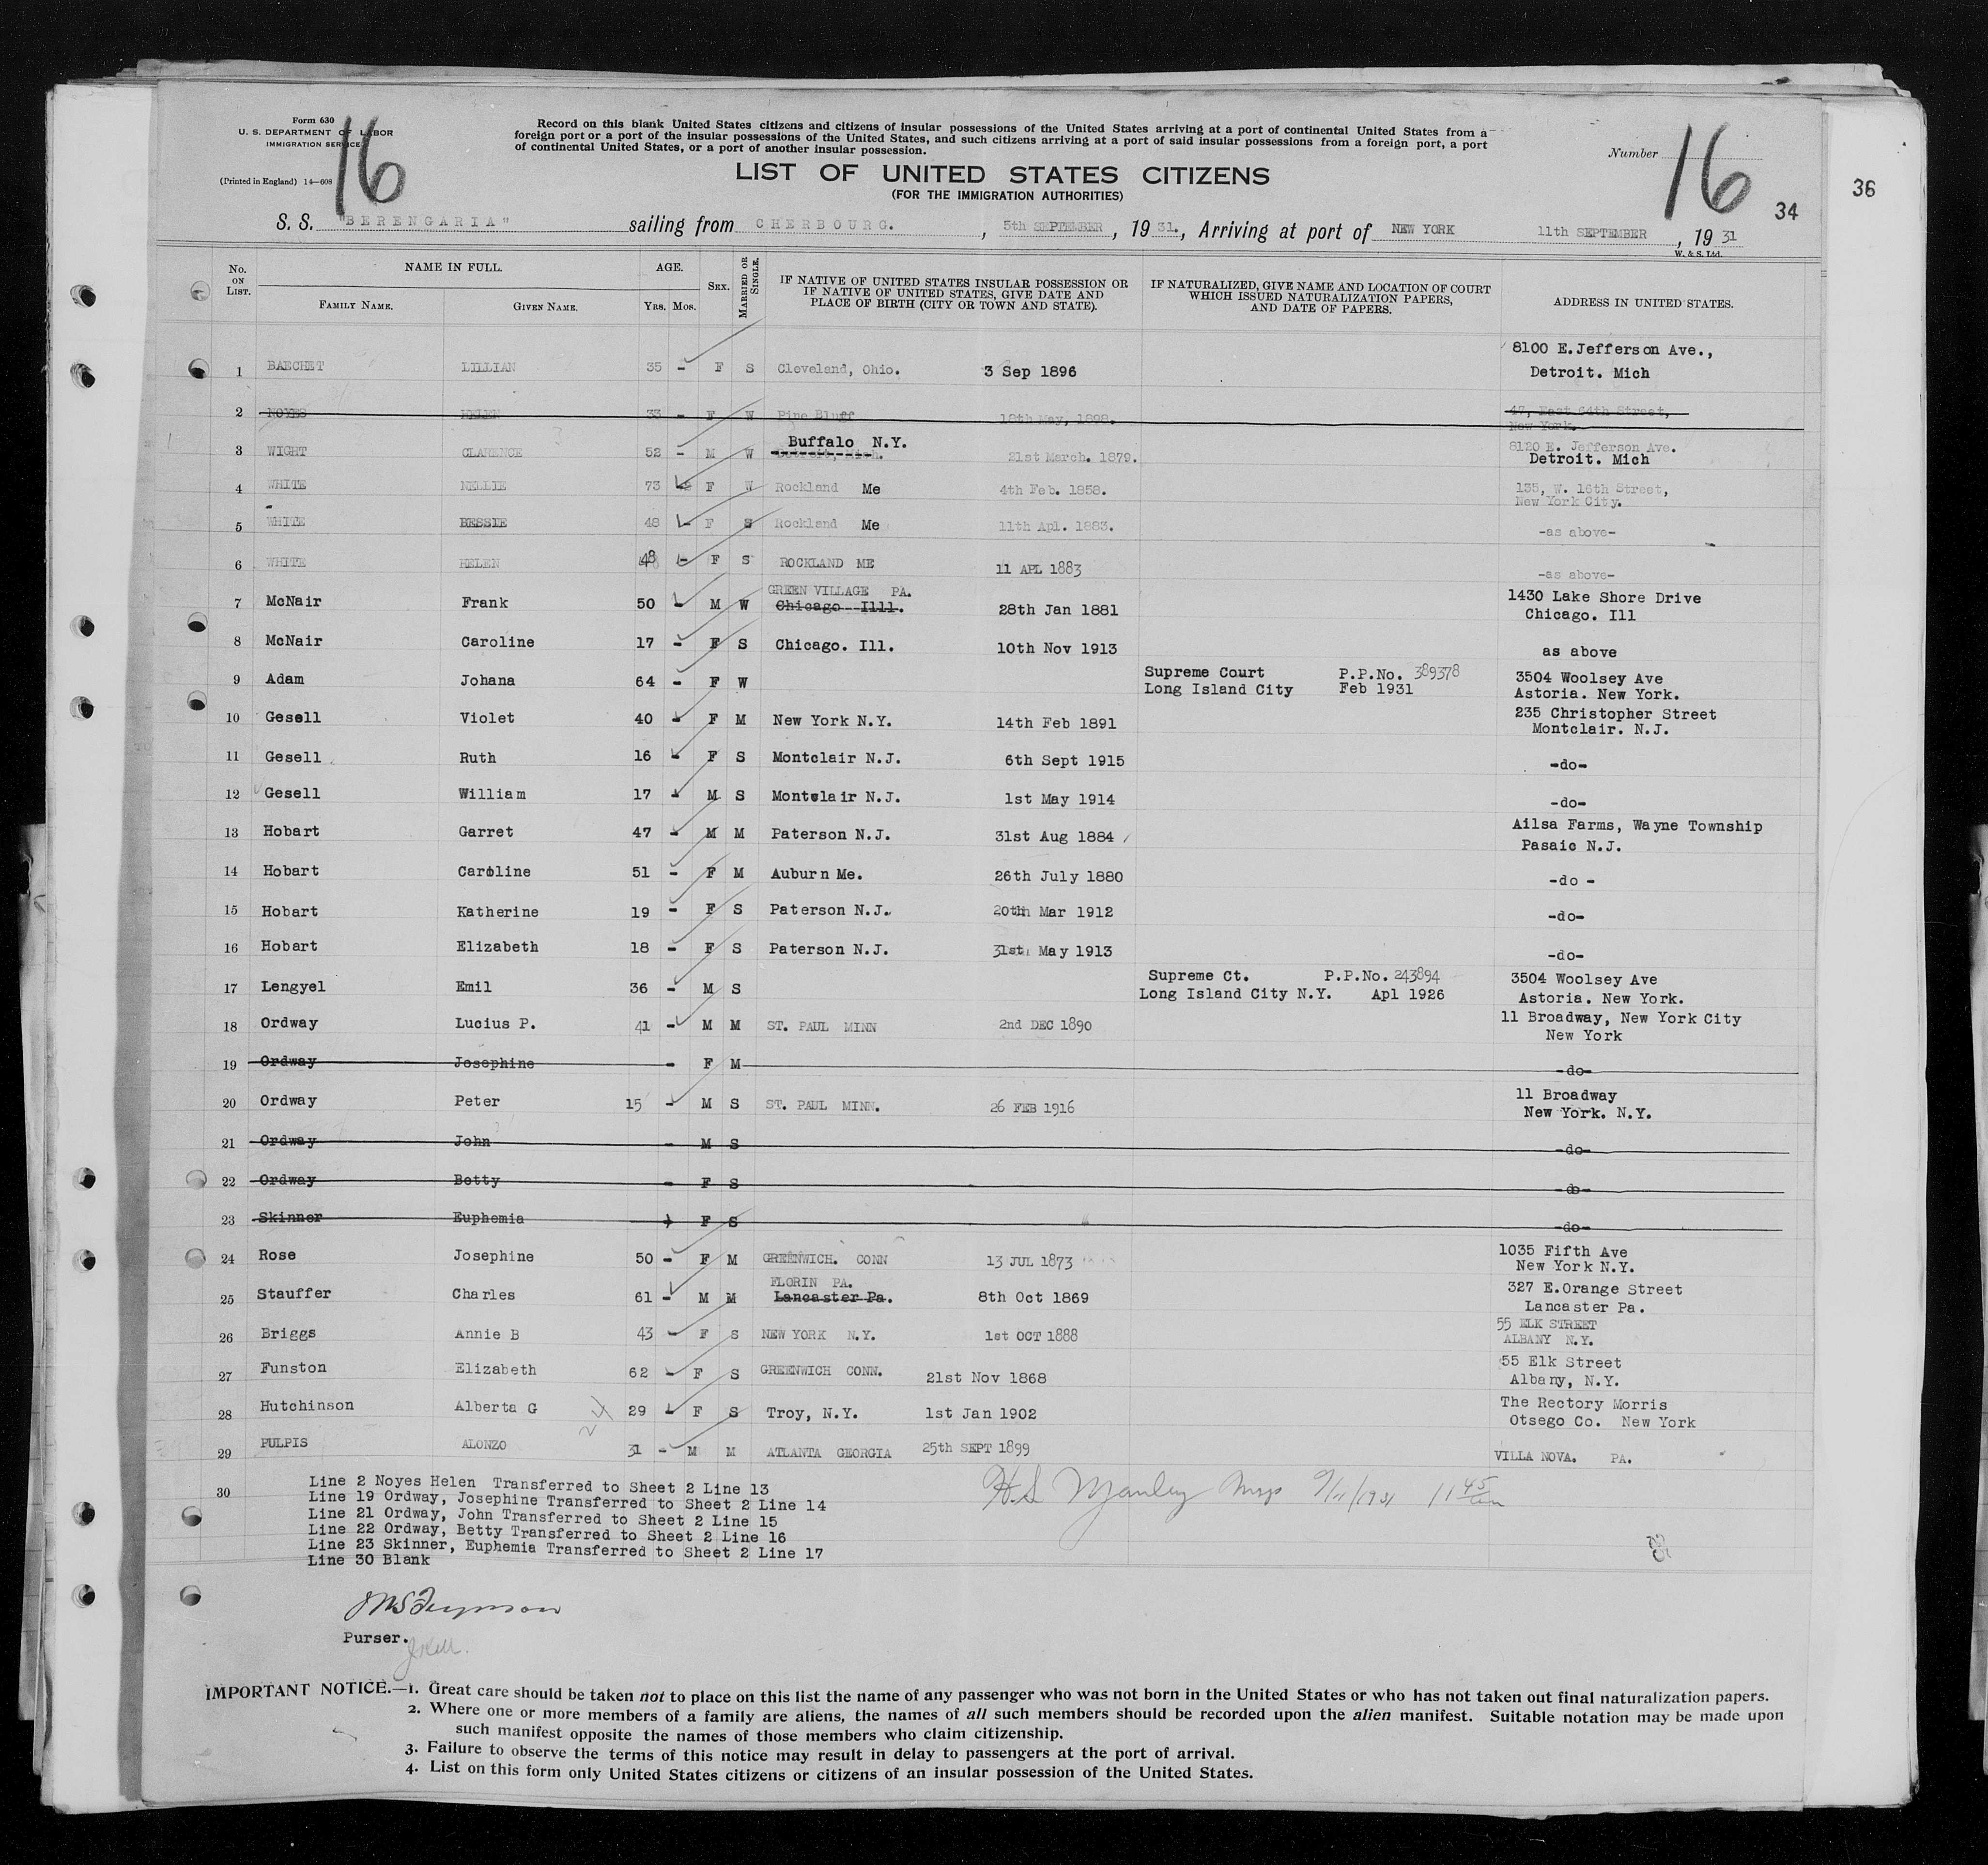 Form 630
U. S. DEPARTMENT OF LABOR
IMMIGRATION SERVICE
(Printed in England) 14—608
16
Record on this blank United States citizens and citizens of insular possessions of the United States arriving at a port of continental United States from a
foreign port or a port of the insular possessions of the United States, and such citizens arriving at a port of said insular possessions from a foreign port, a port
of continental United States, or a port of another insular possession.
LIST OF UNITED STATES CITIZENS
(FOR THE IMMIGRATION AUTHORITIES)
Number 16
34
36
S. S. "BERENGARIA" sailing from CHERBOURG. , 5th SEPTEMBER , 19 31., Arriving at port of NEW YORK 11th SEPTEMBER , 19 31
W. & S. Ltd.
No. ON LIST. NAME IN FULL. AGE. SEX. MARRIED OR SINGLE. IF NATIVE OF UNITED STATES INSULAR POSSESSION OR IF NATIVE OF UNITED STATES, GIVE DATE AND PLACE OF BIRTH (CITY OR TOWN AND STATE). IF NATURALIZED, GIVE NAME AND LOCATION OF COURT WHICH ISSUED NATURALIZATION PAPERS, AND DATE OF PAPERS. ADDRESS IN UNITED STATES.
FAMILY NAME. GIVEN NAME. YRS. MOS.
8100 E.Jefferson Ave.,
1 BAECHET LILLIAN 35 - F S Cleveland, Ohio. 3 Sep 1896 Detroit. Mich
2 NOYES HELEN 33 - F W Pine Bluff 18th May, 1898. 47, East 64th Street,
New York.
Buffalo N.Y. 8120 E. Jefferson Ave.
3 WIGHT CLARENCE 52 - M W Detroit, Mich. 21st March. 1879. Detroit. Mich
4 WHITE NELLIE 73 F W Rockland Me 4th Feb. 1858. 135, W. 16th Street,
New York City.
5 WHITE BESSIE 48 - F S Rockland Me 11th Apl. 1883. -as above-
6 WHITE HELEN 48 - F S ROCKLAND ME 11 APL 1883 -as above-
GREEN VILLAGE PA. 1430 Lake Shore Drive
7 McNair Frank 50 - M W Chicago Illl. 28th Jan 1881 Chicago. Ill
8 McNair Caroline 17 - F S Chicago. Ill. 10th Nov 1913 as above
Supreme Court P.P.No. 389378 3504 Woolsey Ave
9 Adam Johana 64 - F W Long Island City Feb 1931 Astoria. New York.
10 Gesell Violet 40 - F M New York N.Y. 14th Feb 1891 235 Christopher Street
Montclair. N.J.
11 Gesell Ruth 16 - F S Montclair N.J. 6th Sept 1915 -do-
12 Gesell William 17 - M S Montclair N.J. 1st May 1914 -do-
13 Hobart Garret 47 - M M Paterson N.J. 31st Aug 1884 Ailsa Farms, Wayne Township
Pasaic N.J.
14 Hobart Caroline 51 - F M Auburn Me. 26th July 1880 -do -
15 Hobart Katherine 19 - F S Paterson N.J. 20th Mar 1912 -do-
16 Hobart Elizabeth 18 - F S Paterson N.J. 31st May 1913 -do-
Supreme Ct. P.P.No. 243894 3504 Woolsey Ave
17 Lengyel Emil 36 - M S Long Island City N.Y. Apl 1926 Astoria. New York.
18 Ordway Lucius P. 41 - M M ST. PAUL MINN 2nd DEC 1890 11 Broadway, New York City
New York
19 Ordway Josephine - F M -do-
20 Ordway Peter 15 - M S ST. PAUL MINN. 26 FEB 1916 11 Broadway
New York. N.Y.
21 Ordway John - M S -do-
22 Ordway Betty - F S -do-
23 Skinner Euphemia - F S -do-
24 Rose Josephine 50 - F M GREENWICH. CONN 13 JUL 1873 1035 Fifth Ave
New York N.Y.
FLORIN PA. 327 E.Orange Street
25 Stauffer Charles 61 - M M Lancaster Pa. 8th Oct 1869 Lancaster Pa.
26 Briggs Annie B 43 - F S NEW YORK N.Y. 1st OCT 1888 55 ELK STREET
ALBANY N.Y.
27 Funston Elizabeth 62 - F S GREENWICH CONN. 21st Nov 1868 55 Elk Street
Albany, N.Y.
28 Hutchinson Alberta G 29 - F S Troy, N.Y. 1st Jan 1902 The Rectory Morris
Otsego Co. New York
29 PULPIS ALONZO 31 - M M ATLANTA GEORGIA 25th SEPT 1899 VILLA NOVA. PA.
30 Line 2 Noyes Helen Transferred to Sheet 2 Line 13
Line 19 Ordway, Josephine Transferred to Sheet 2 Line 14
Line 21 Ordway, John Transferred to Sheet 2 Line 15
Line 22 Ordway, Betty Transferred to Sheet 2 Line 16
Line 23 Skinner, Euphemia Transferred to Sheet 2 Line 17
Line 30 Blank
H.S. Manley Insp 9/11/1931 11 45 am
Purser.
IMPORTANT NOTICE.—1. Great care should be taken not to place on this list the name of any passenger who was not born in the United States or who has not taken out final naturalization papers.
2. Where one or more members of a family are aliens, the names of all such members should be recorded upon the alien manifest. Suitable notation may be made upon
such manifest opposite the names of those members who claim citizenship.
3. Failure to observe the terms of this notice may result in delay to passengers at the port of arrival.
4. List on this form only United States citizens or citizens of an insular possession of the United States.